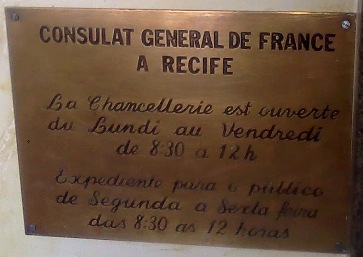 CONSULAT GENERAL DE FRANCE
A RECIFE
La Chancellerie est ouverte
du Lundi au Vendredi
de 8:30 a 12h
Expediente para o público
de Segunda a Sexta feira
das 8:30 as 12 horas